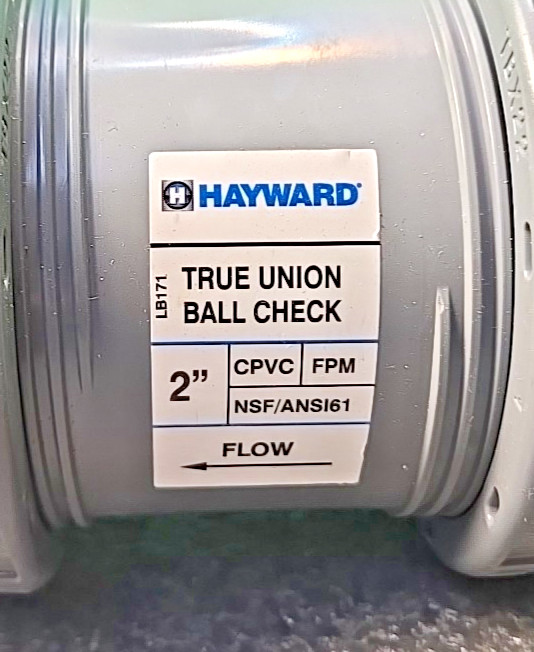 H HAYWARD
LB171
TRUE UNION
BALL CHECK
2”
CPVC FPM
NSF/ANSI61
FLOW